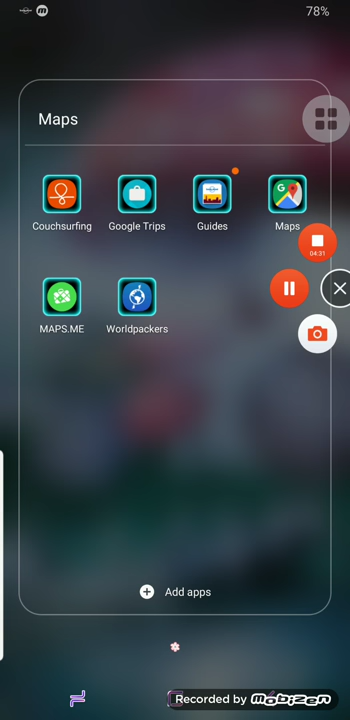 78%
Maps
Couchsurfing Google Trips Guides Maps
04:31
MAPS.ME Worldpackers
Add apps
Recorded by mobizen